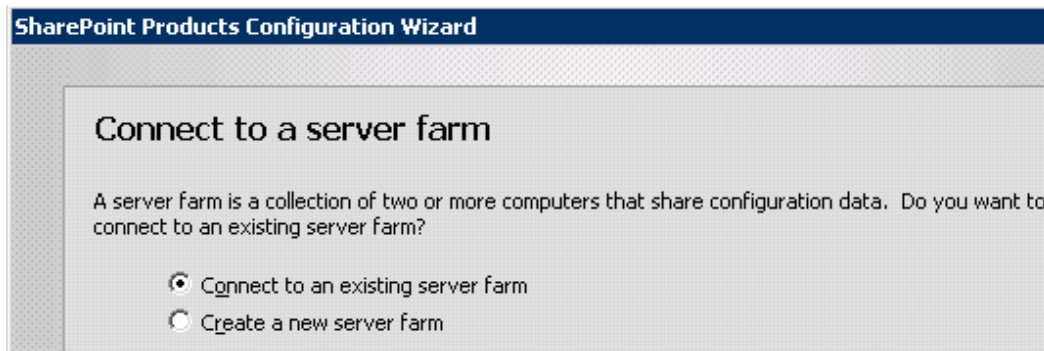 SharePoint Products Configuration Wizard
Connect to a server farm
A server farm is a collection of two or more computers that share configuration data. Do you want to
connect to an existing server farm?
Connect to an existing server farm
Create a new server farm